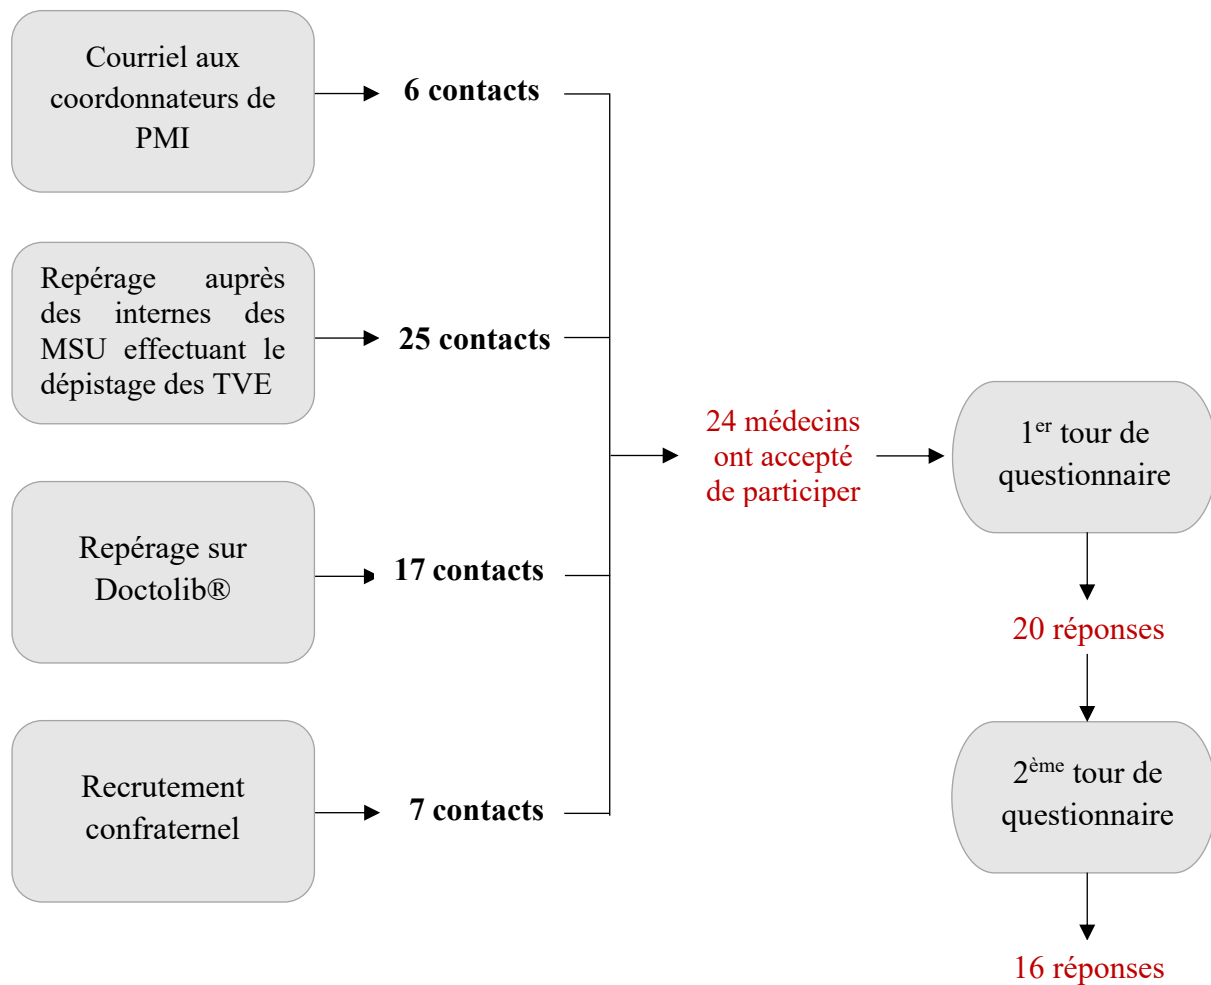 Courriel aux
coordonnateurs de
PMI
6 contacts
Repérage auprès
des internes des
MSU effectuant le
dépistage des TVE
25 contacts
Repérage sur
Doctolib®
17 contacts
Recrutement
confraternel
7 contacts
24 médecins
ont accepté
de participer
1er tour de
questionnaire
20 réponses
2ème tour de
questionnaire
16 réponses